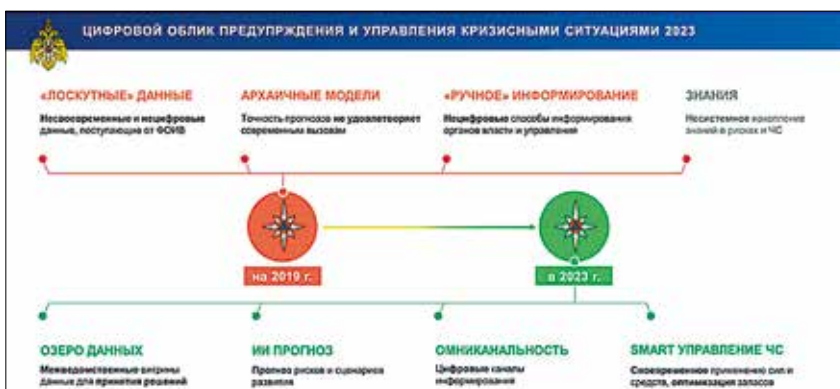 ЦИФРОВОЙ ОБЛИК ПРЕДУПРЖДЕНИЯ И УПРАВЛЕНИЯ КРИЗИСНЫМИ СИТУАЦИЯМИ 2023
«ЛОСКУТНЫЕ» ДАННЫЕ
Несвоевременные и нецифровые
данные, поступающие от ФОИВ
АРХАИЧНЫЕ МОДЕЛИ
Точность прогнозов не удовлетворяет
современным вызовам
«РУЧНОЕ» ИНФОРМИРОВАНИЕ
Нецифровые способы информирования
органов власти и управления
ЗНАНИЯ
Несистемное накопление
знаний о рисках и ЧС
на 2019 г.
в 2023 г.
ОЗЕРО ДАННЫХ
Межведомственные витрины
данных для принятия решений
ИИ ПРОГНОЗ
Прогноз рисков и сценариев
развития
ОМНИКАНАЛЬНОСТЬ
Цифровые каналы
информирования
SMART УПРАВЛЕНИЕ ЧС
Своевременное применение сил и
средств, оптимизация запасов